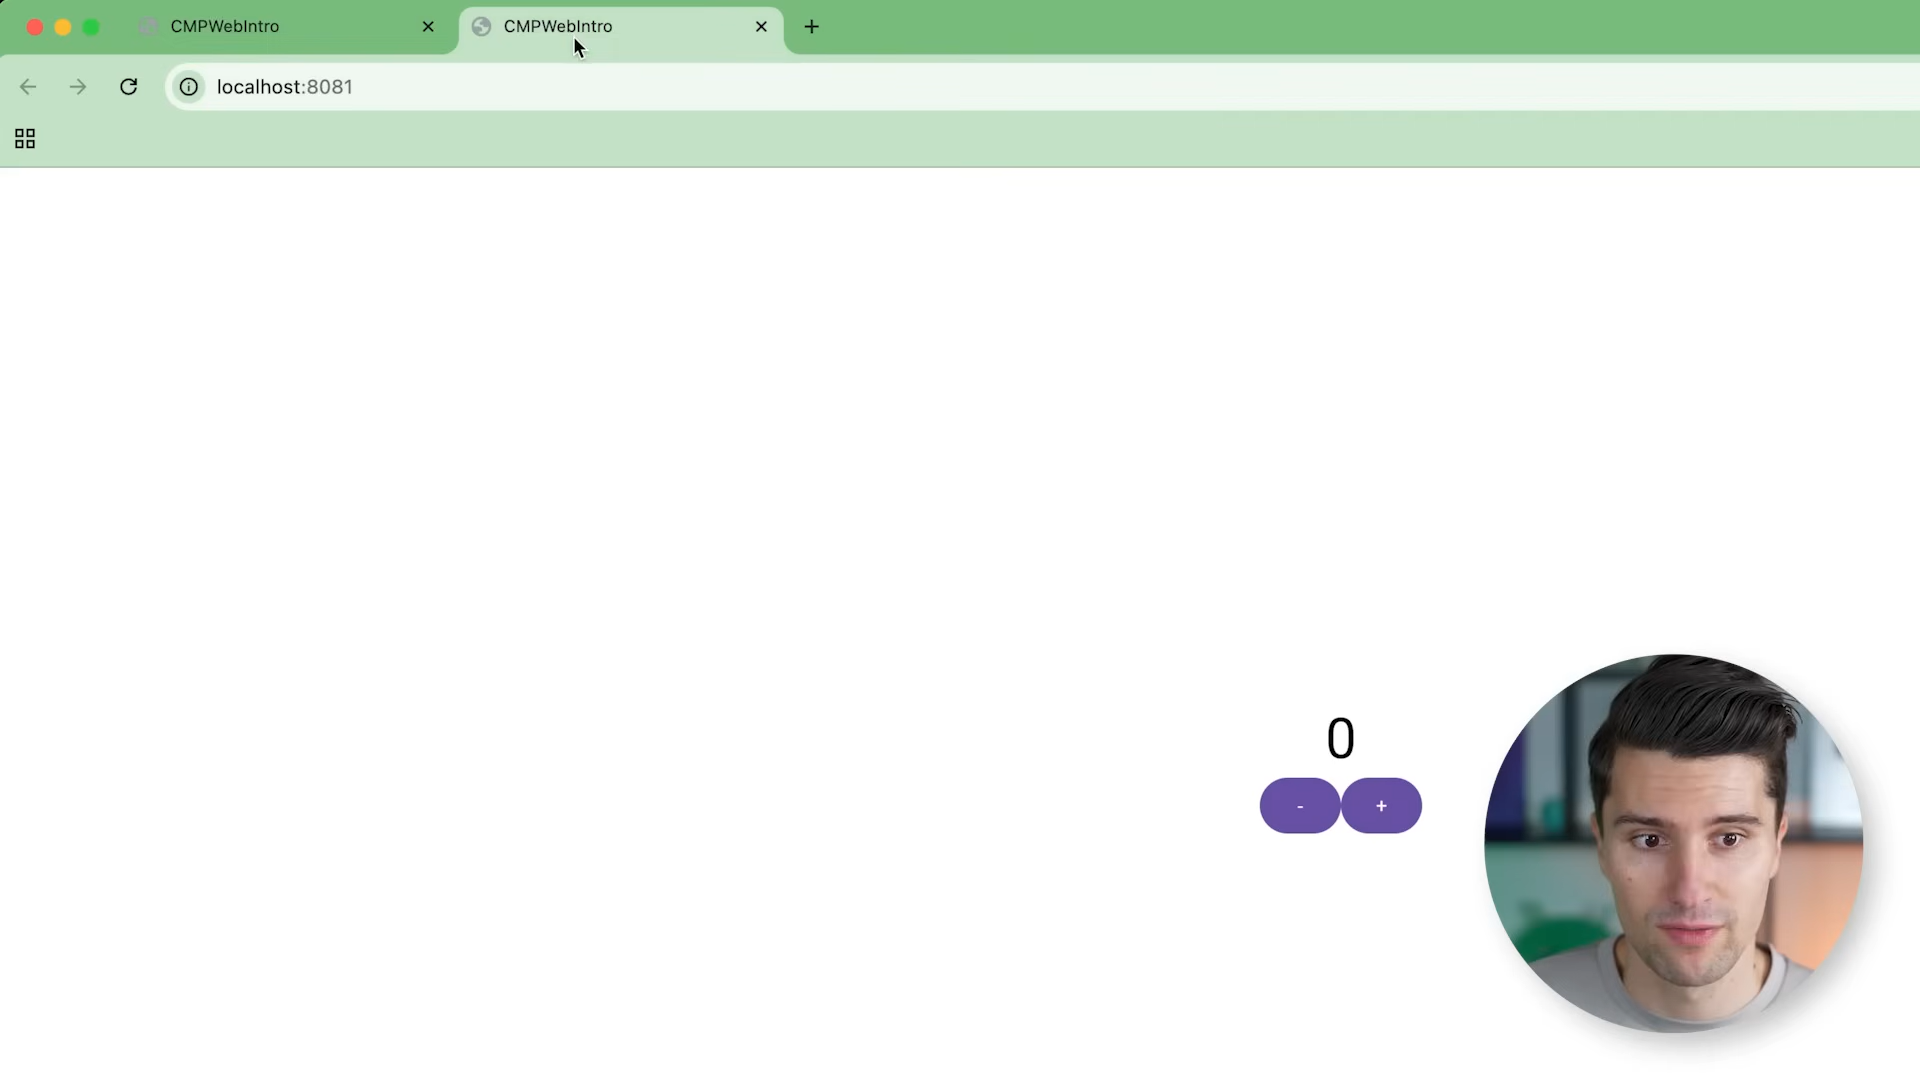 CMPWebIntro
CMPWebIntro
localhost:8081
0
- +